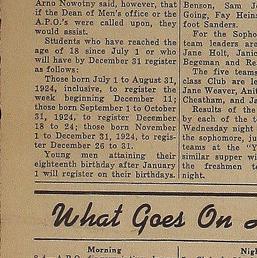 Arno Nowotny said, however, that
if the Dean of Men's office or the
A.P.O.'s were called upon, they
would assist.
Students who have reached the
age of 18 since July 1 or who
will have by December 31 register
as follows:
Those born July 1 to August 31,
1924, inclusive, to register the
week beginning December 11;
those born September 1 to October
31, 1924, to register December
18 to 24; those born November
1 to December 31, 1924, to regis-
ter December 26 to 31.
Young men attaining their
eighteenth birthday after January
1 will register on their birthdays.
Benson, Sam J
Going, Fay Heins
foot Sanders.
For the Sopho
team leaders are
Jane Holt, Janic
Begeman and Re
The five teams
class Club are le
Jane Weaver, Anit
Cheatham, and Ja
Results of the
by each of the t
Wednesday night
the sophomore, ju
teams at the "Y
similar supper wi
the freshmen te
night.
What Goes On
Morning
Nigh